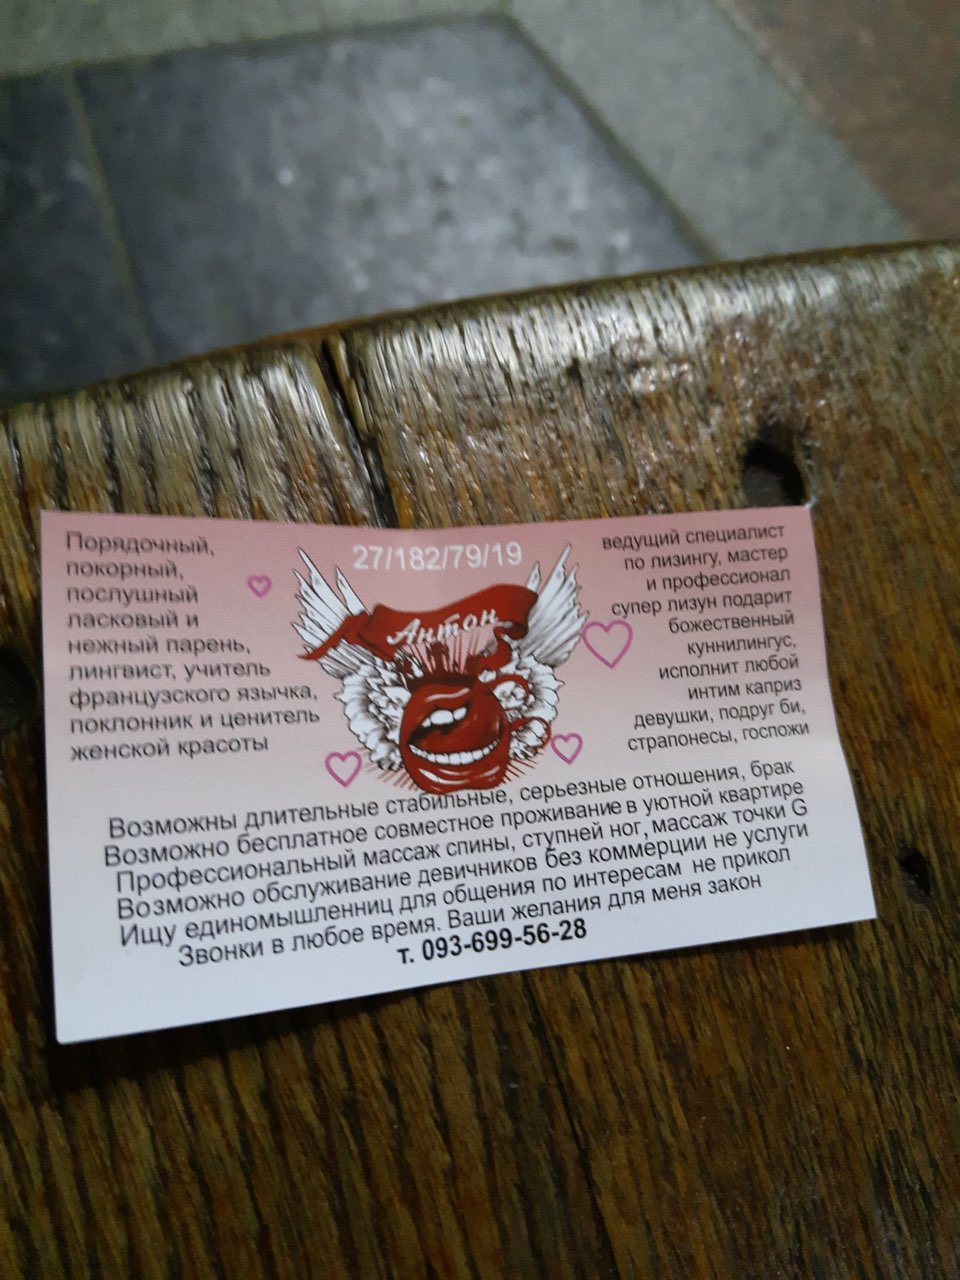 27/182/79/19
Антон
Порядочный,
покорный,
послушный
ласковый и
нежный парень,
лингвист, учитель
французского язычка,
поклонник и ценитель
женской красоты
ведущий специалист
по лизингу, мастер
и профессионал
супер лизун подарит
божественный
куннилингус,
исполнит любой
интим каприз
девушки, подруг би,
страпонесы, госпожи
Возможны длительные стабильные, серьезные отношения, брак
Возможно бесплатное совместное проживание в уютной квартире
Профессиональный массаж спины, ступней ног, массаж точки G
Возможно обслуживание девичников без коммерции не услуги
Ищу единомышленниц для общения по интересам не прикол
Звонки в любое время. Ваши желания для меня закон
т. 093-699-56-28